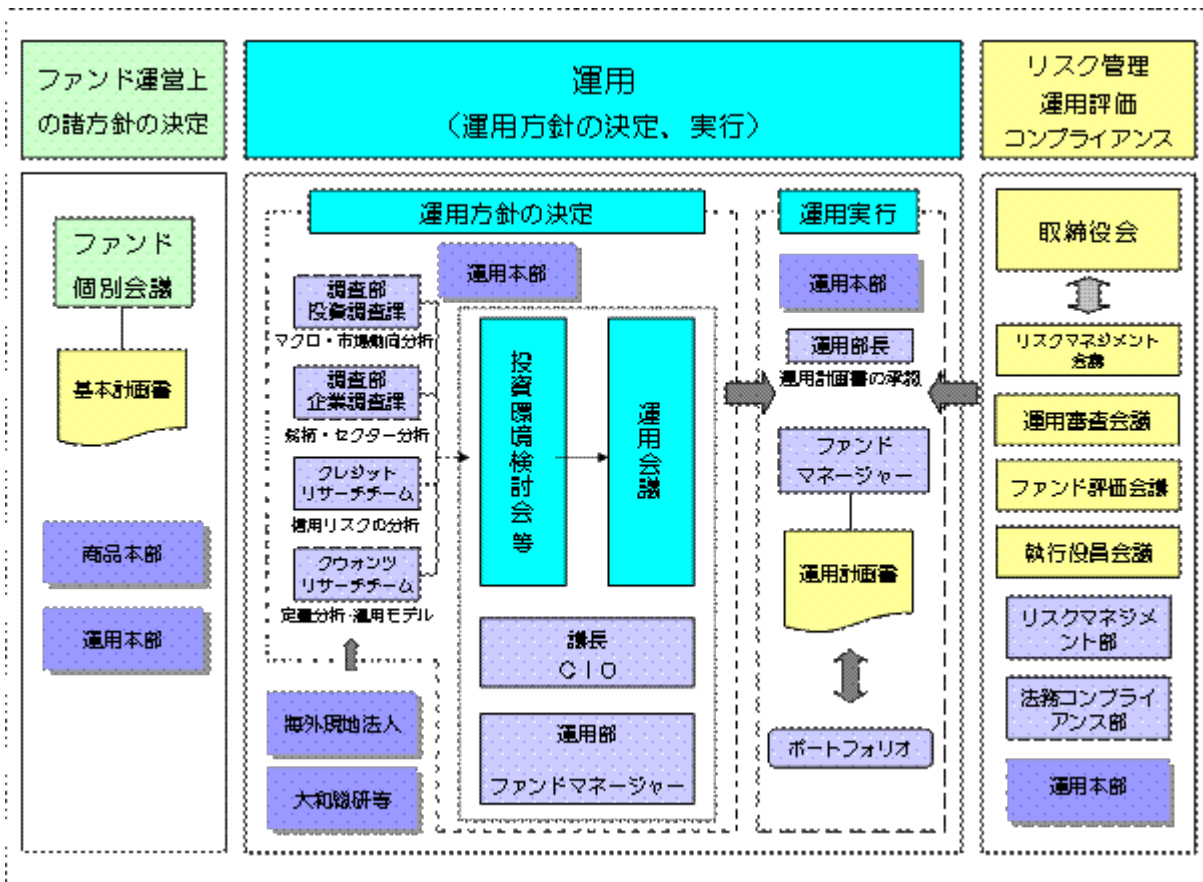 ファンド運営上
の諸方針の決定
運用
（運用方針の決定、実行）
リスク管理
運用評価
コンプライアンス
ファンド
個別会議
基本計画書
商品本部
運用本部
運用方針の決定
運用本部
調査部
投資調査課
マクロ・市場動向分析
調査部
企業調査課
銘柄・セクター分析
クレジット
リサーチチーム
信用リスクの分析
クウォンツ
リサーチチーム
定量分析・運用モデル
海外現地法人
大和総研等
投資環境検討会等
運用会議
議長
ＣＩＯ
運用部
ファンドマネージャー
運用実行
運用本部
運用部長
運用計画書の承認
ファンド
マネージャー
運用計画書
ポートフォリオ
取締役会
リスクマネジメント
会議
運用審査会議
ファンド評価会議
執行役員会議
リスクマネジメ
ント部
法務コンプライ
アンス部
運用本部